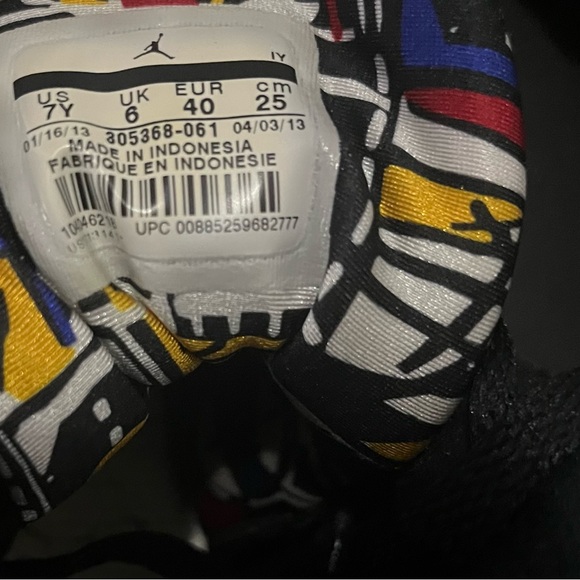 IY
US UK EUR cm
7Y 6 40 25
01/16/13 305368-061 04/03/13
MADE IN INDONESIA
FABRIQUE EN INDONESIE
UPC 00885259682777